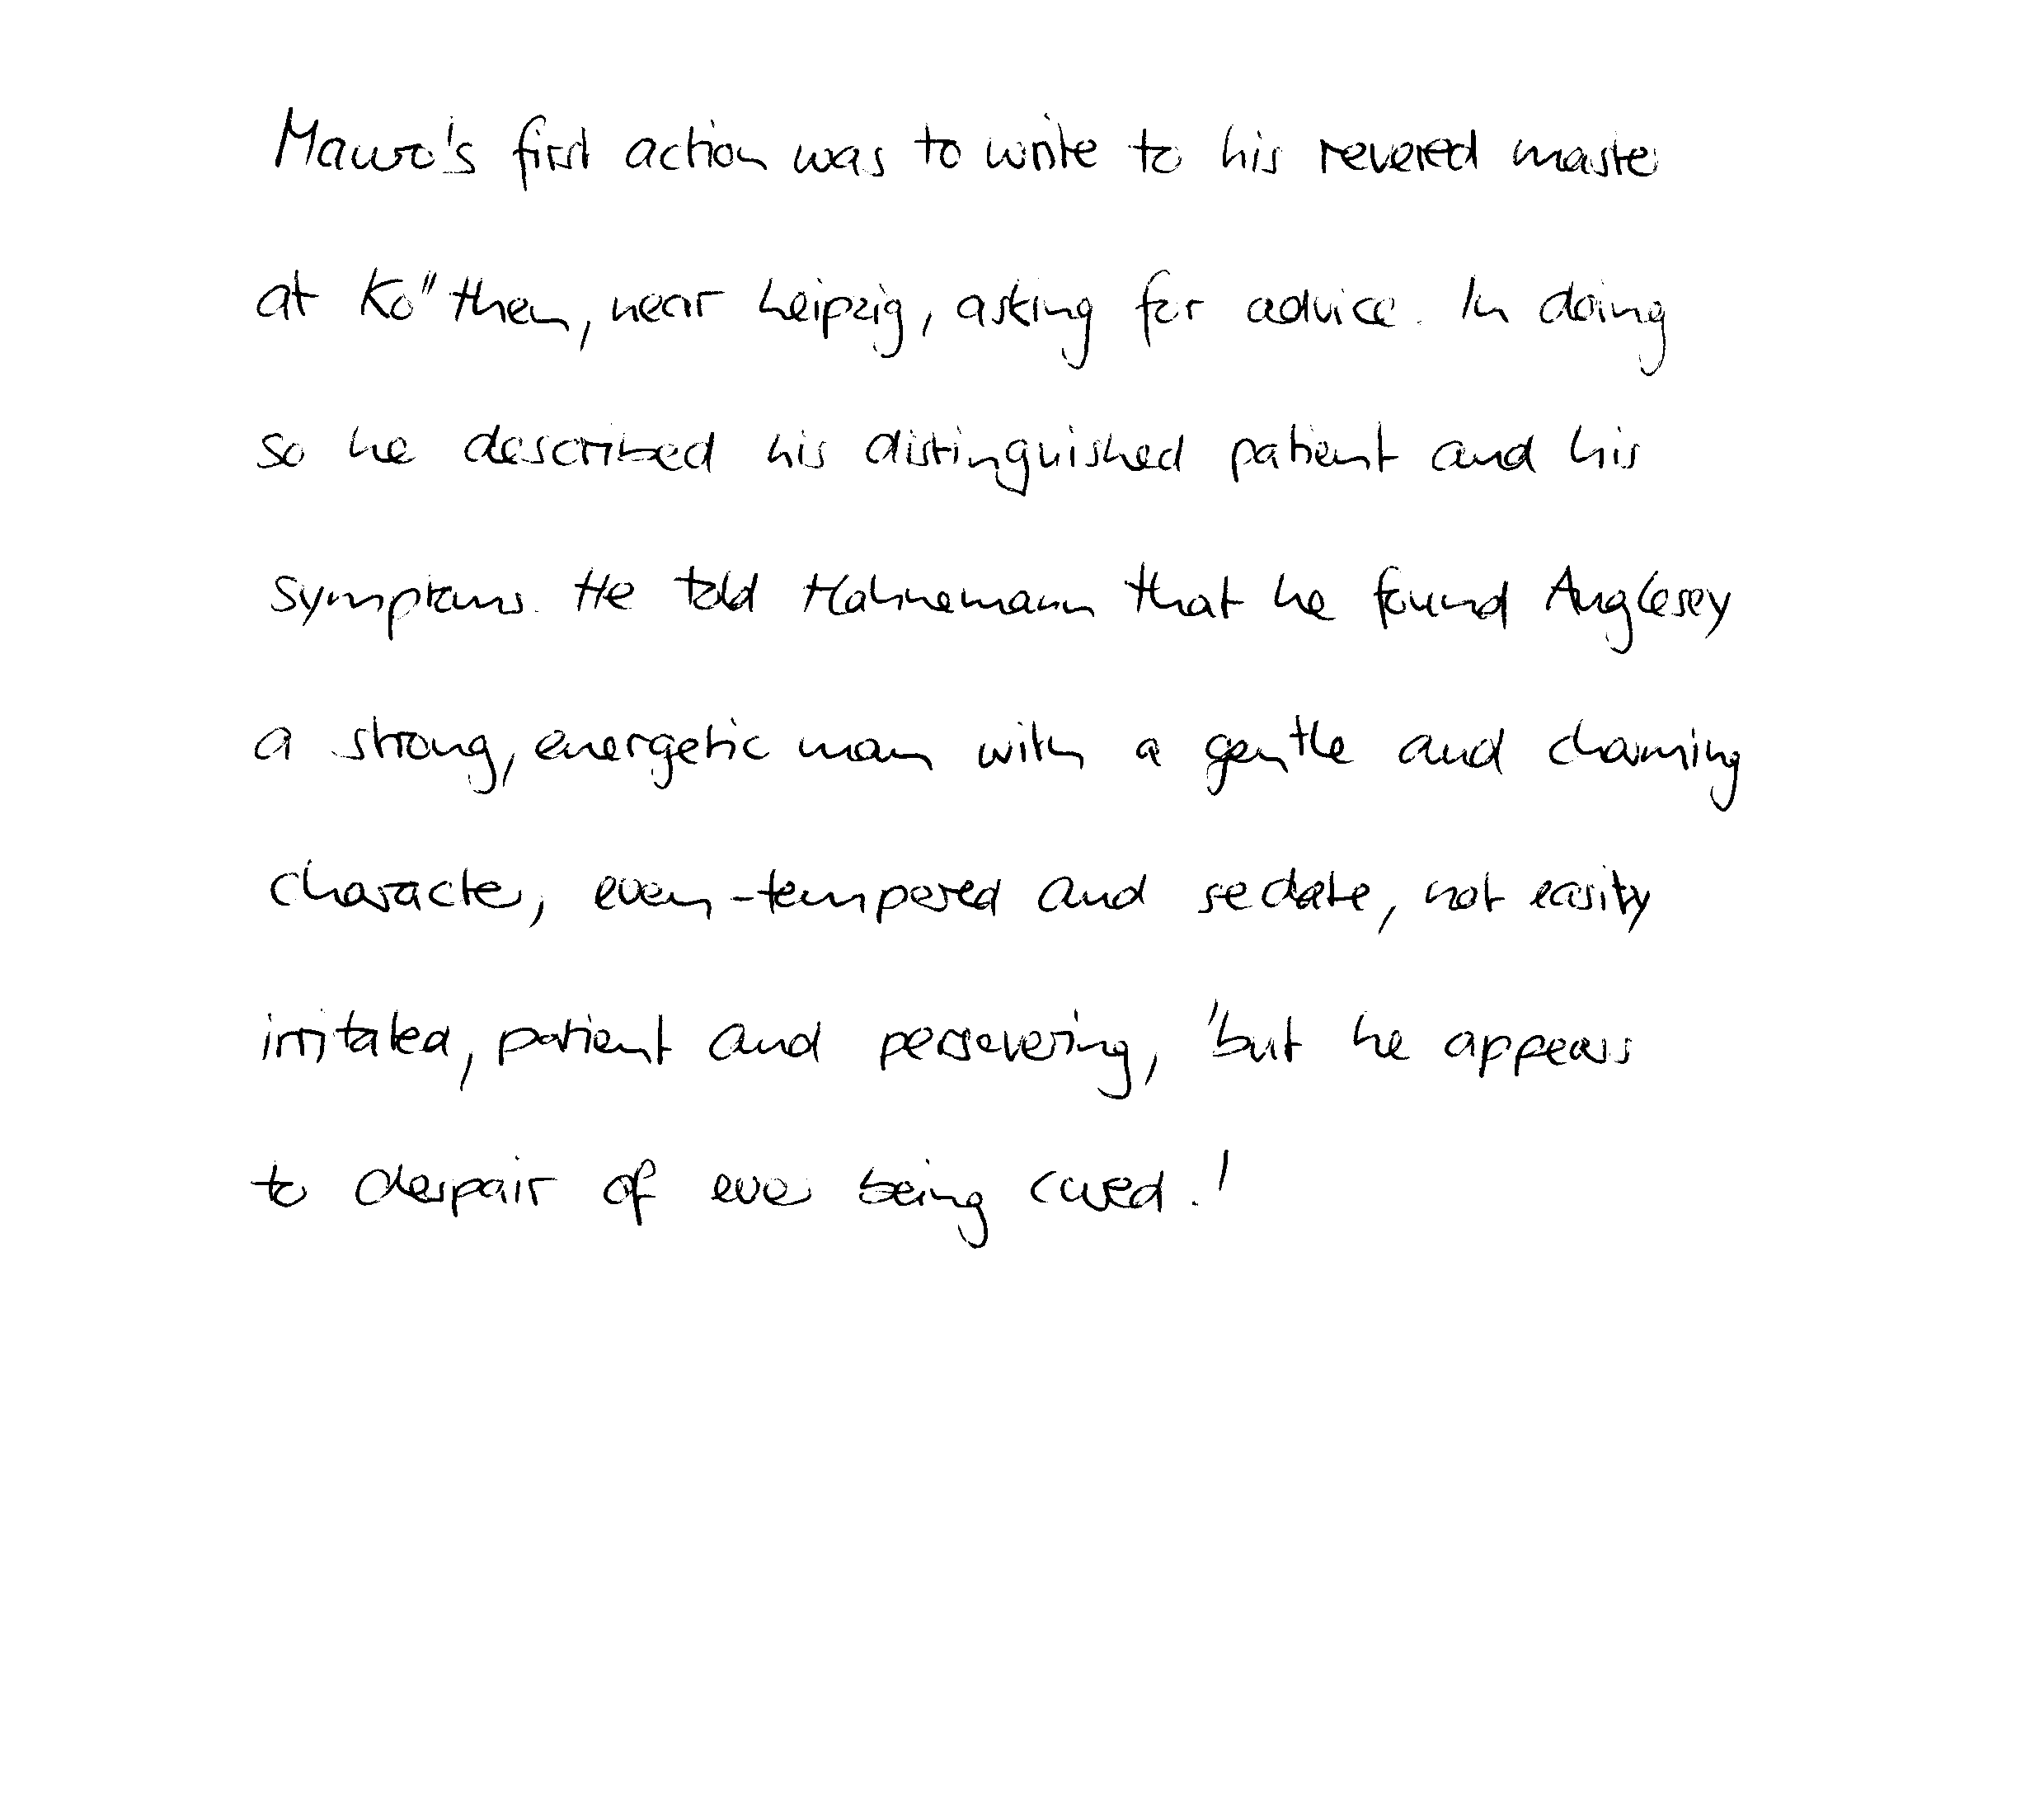 Mauro's first action was to write to his revered master
at Ko"then, near Leipzig, asking for advice. In doing
so he described his distinguished patient and his
symptoms. He told Hahnemann that he found Anglesey
a strong, energetic man with a gentle and charming
character, even-tempered and sedate, not easily
irritated, patient and persevering, 'but he appears
to despair of ever being cured.'